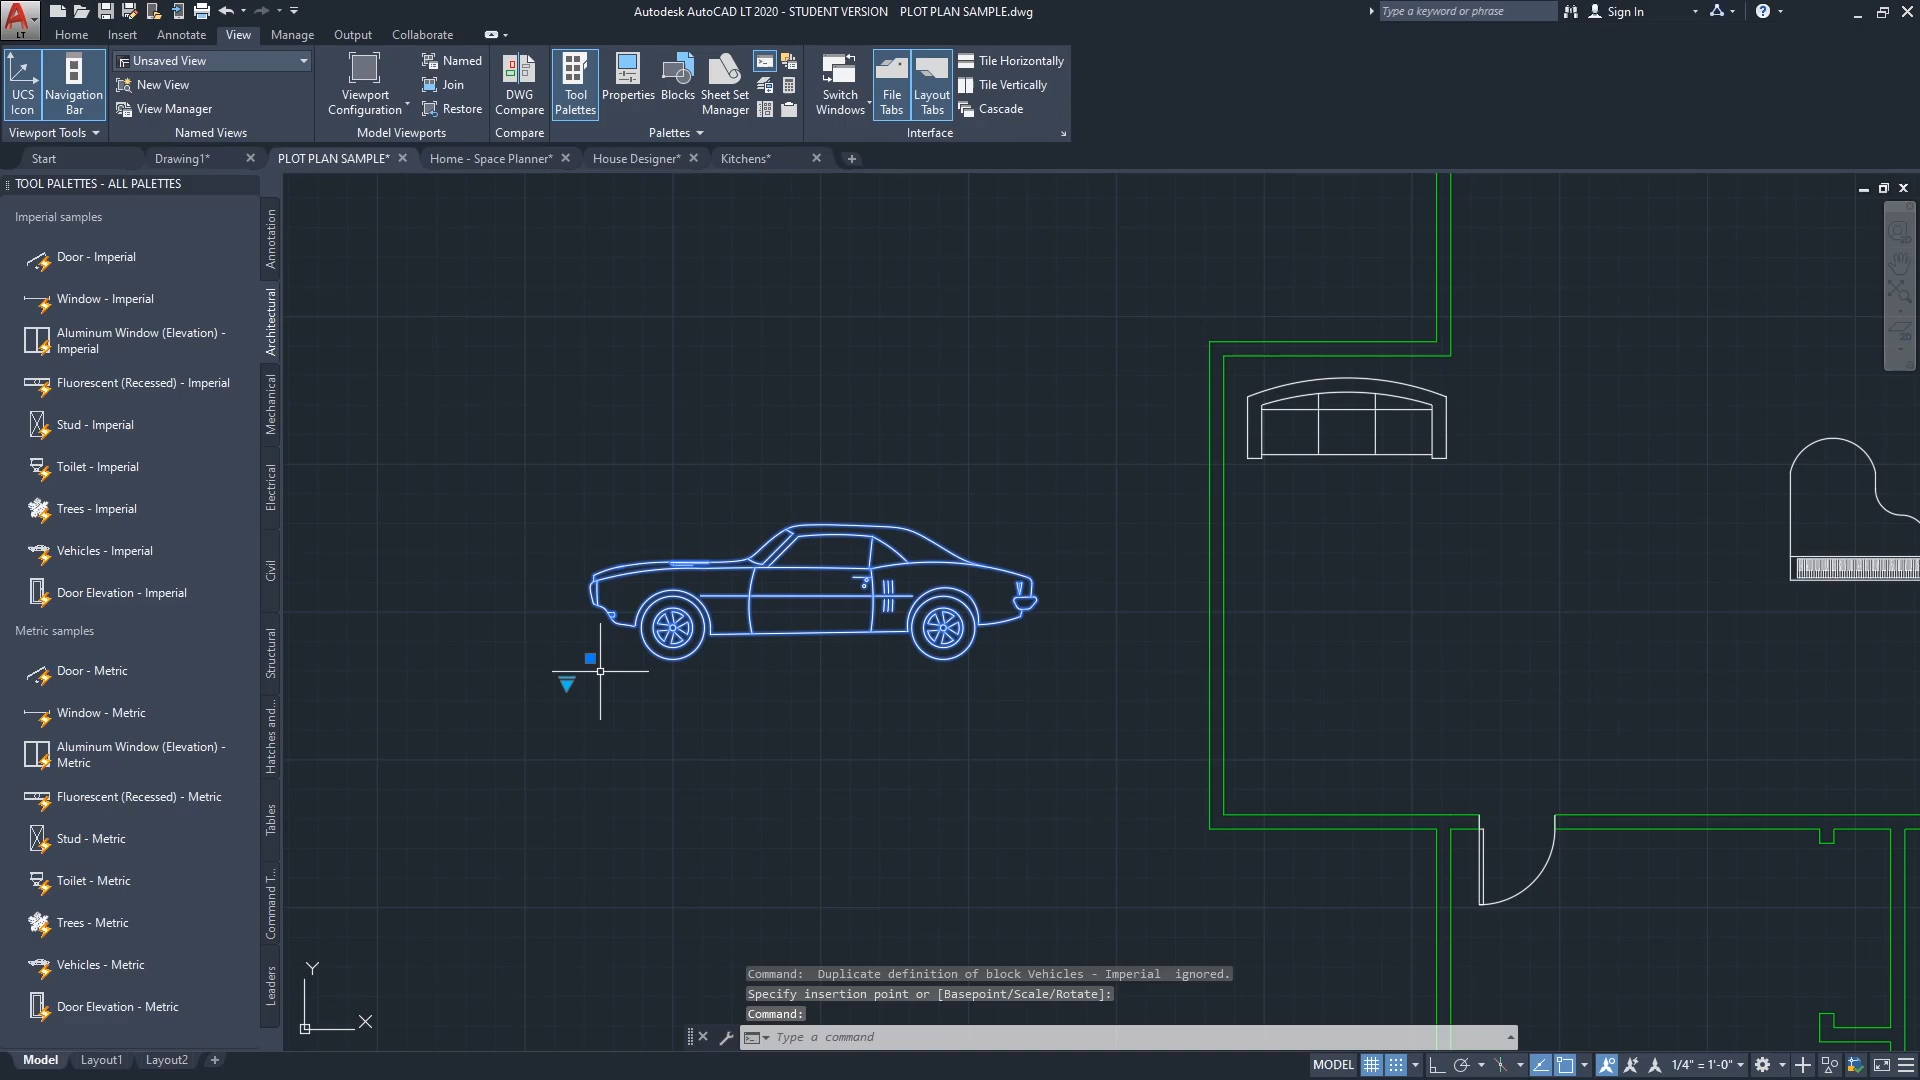 Autodesk AutoCAD LT 2020 - STUDENT VERSION PLOT PLAN SAMPLE.dwg
Type a keyword or phrase
Sign In
LT
Home Insert Annotate View Manage Output Collaborate
UCS Icon
Navigation Bar
Viewport Tools
Unsaved View
New View
View Manager
Named Views
Viewport Configuration
Named
Join
Restore
Model Viewports
DWG Compare
Compare
Tool Palettes
Properties
Blocks
Sheet Set Manager
Palettes
Switch Windows
File Tabs
Layout Tabs
Tile Horizontally
Tile Vertically
Cascade
Interface
Start
Drawing1*
PLOT PLAN SAMPLE*
Home - Space Planner*
House Designer*
Kitchens*
TOOL PALETTES - ALL PALETTES
Imperial samples
Door - Imperial
Window - Imperial
Aluminum Window (Elevation) -
Imperial
Fluorescent (Recessed) - Imperial
Stud - Imperial
Toilet - Imperial
Trees - Imperial
Vehicles - Imperial
Door Elevation - Imperial
Metric samples
Door - Metric
Window - Metric
Aluminum Window (Elevation) -
Metric
Fluorescent (Recessed) - Metric
Stud - Metric
Toilet - Metric
Trees - Metric
Vehicles - Metric
Door Elevation - Metric
Annotation
Architectural
Mechanical
Electrical
Civil
Structural
Hatches and...
Tables
Command T...
Leaders
Y
X
Command: Duplicate definition of block Vehicles - Imperial ignored.
Specify insertion point or [Basepoint/Scale/Rotate]:
Command:
Type a command
Model Layout1 Layout2
MODEL
1/4" = 1'-0"